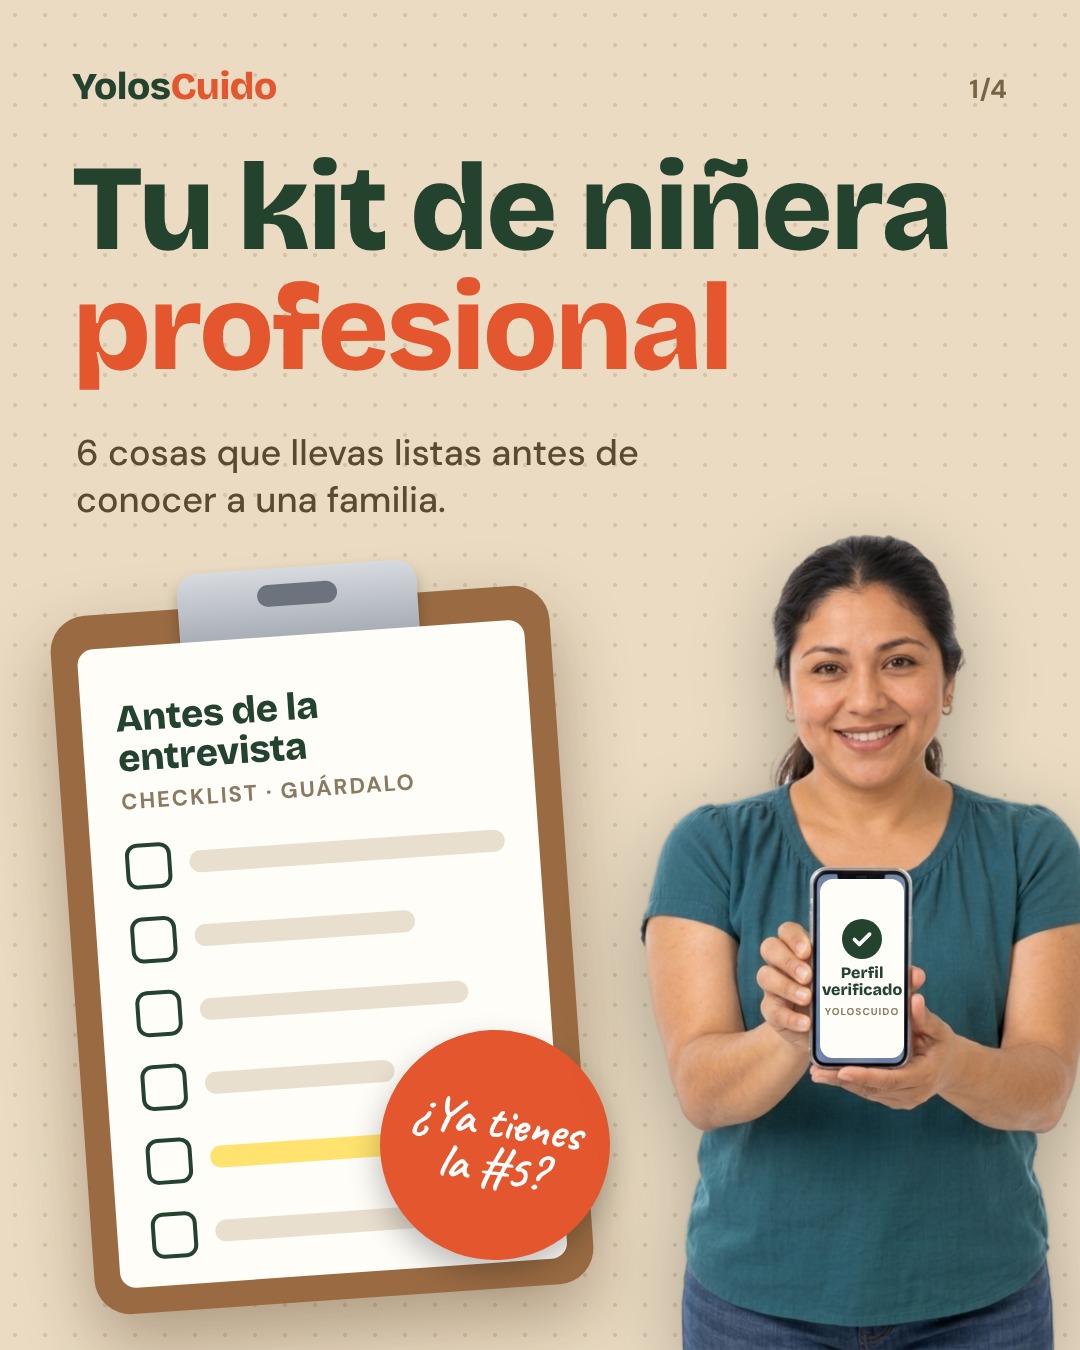 YolosCuido
1/4
Tu kit de niñera
profesional
6 cosas que llevas listas antes de
conocer a una familia.
Antes de la
entrevista
CHECKLIST · GUÁRDALO
¿Ya tienes
la #5?
Perfil
verificado
YOLOSCUIDO